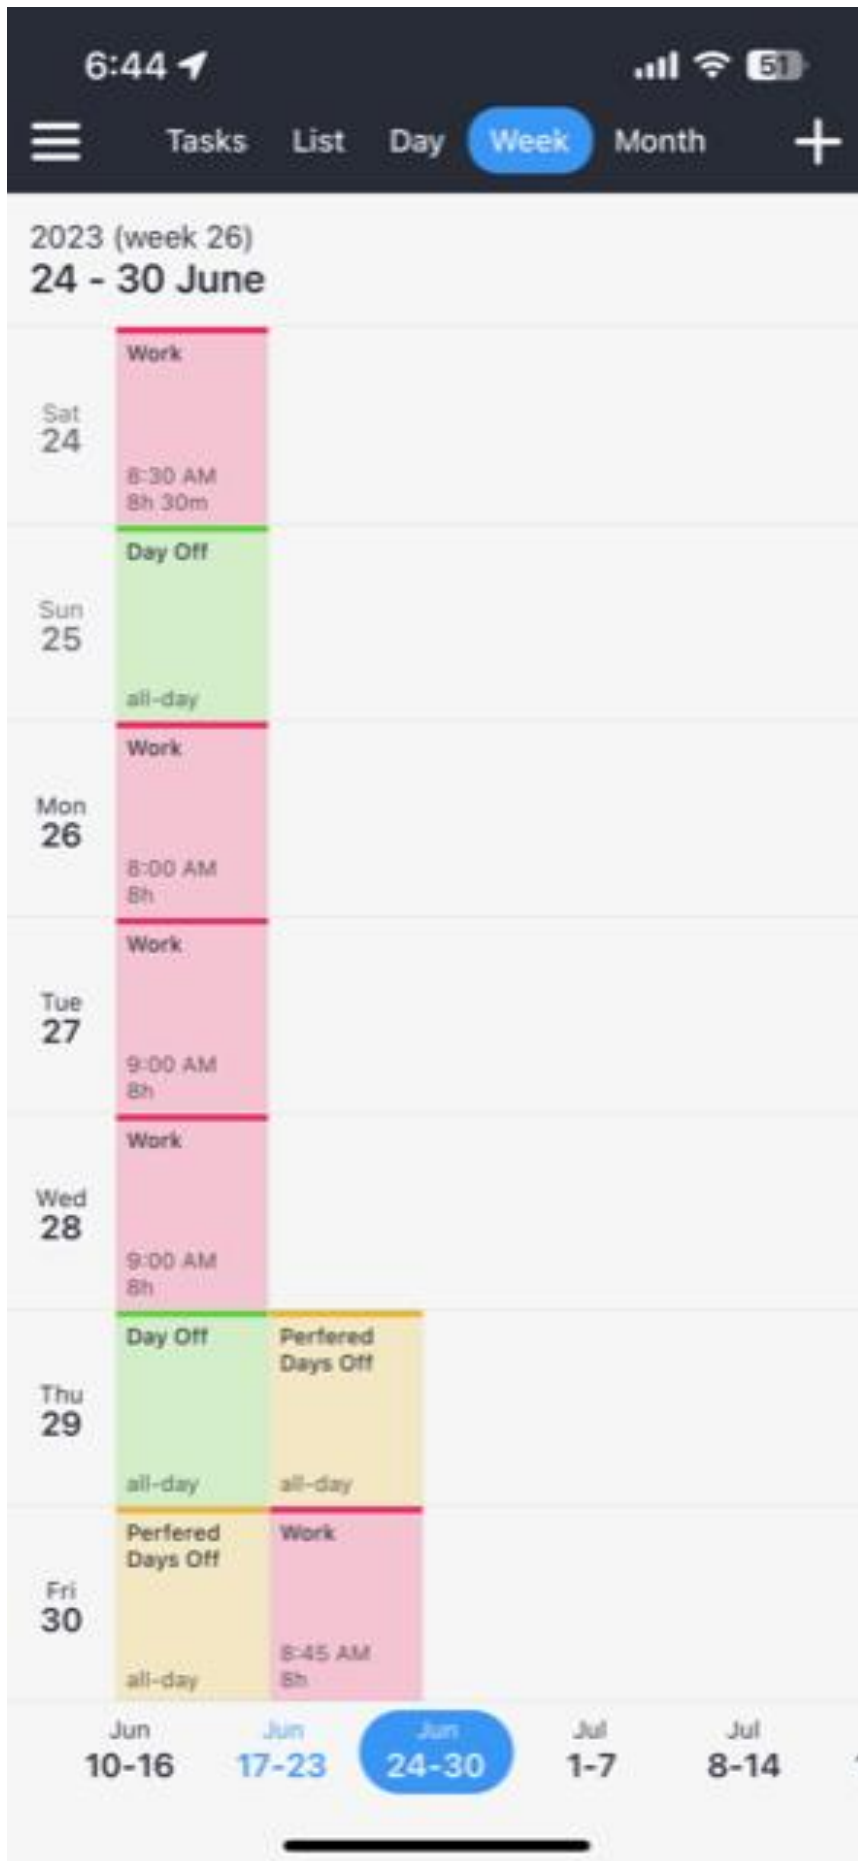 6:44
51
Tasks List Day Week Month
2023 (week 26)
24 - 30 June
Sat
24
Work
8:30 AM
8h 30m
Sun
25
Day Off
all-day
Mon
26
Work
8:00 AM
8h
Tue
27
Work
9:00 AM
8h
Wed
28
Work
9:00 AM
8h
Thu
29
Day Off
all-day
Perfered
Days Off
all-day
Fri
30
Perfered
Days Off
all-day
Work
8:45 AM
8h
Jun
10-16
Jun
17-23
Jun
24-30
Jul
1-7
Jul
8-14